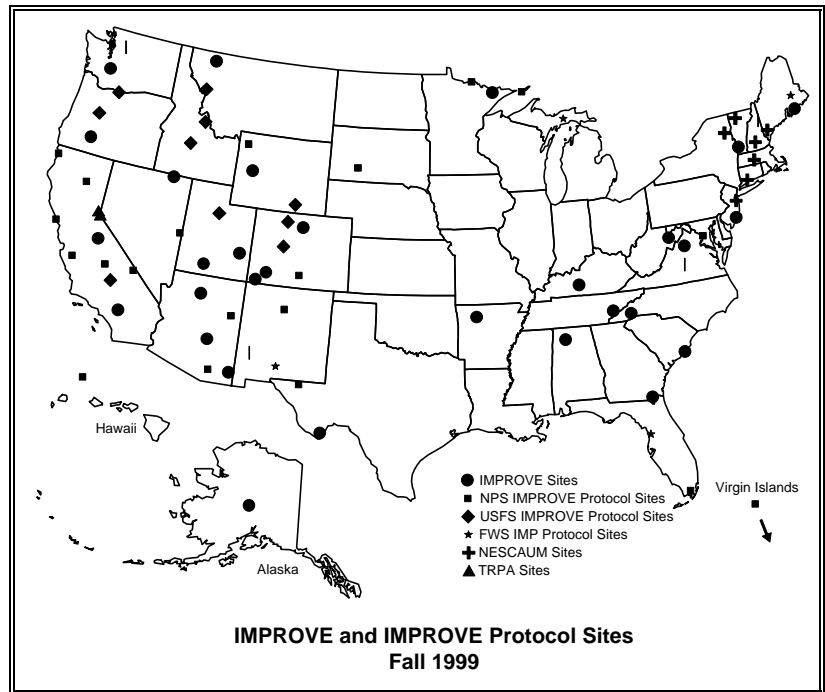 Hawaii
Alaska
Virgin Islands
IMPROVE Sites
NPS IMPROVE Protocol Sites
USFS IMPROVE Protocol Sites
FWS IMP Protocol Sites
NESCAUM Sites
TRPA Sites
IMPROVE and IMPROVE Protocol Sites
Fall 1999